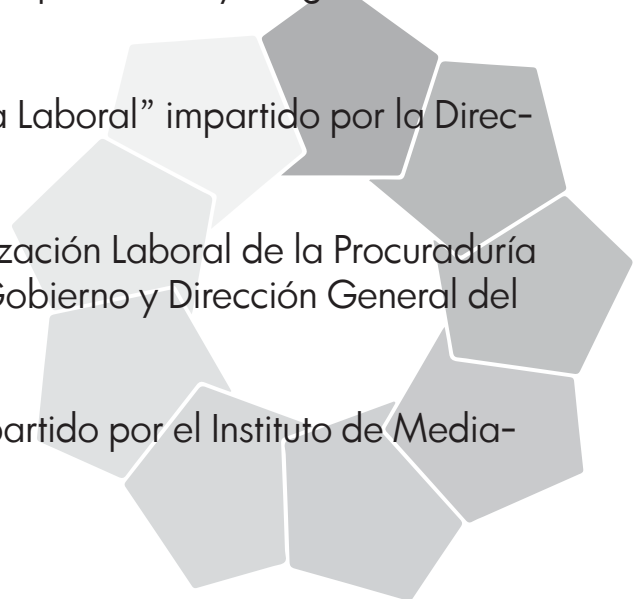 a Laboral” impartido por la Direc-
zación Laboral de la Procuraduría
Gobierno y Dirección General del
partido por el Instituto de Media-